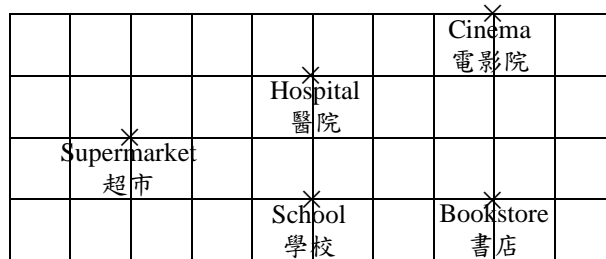 Cinema
電影院
Hospital
醫院
Supermarket
超市
School
學校
Bookstore
書店